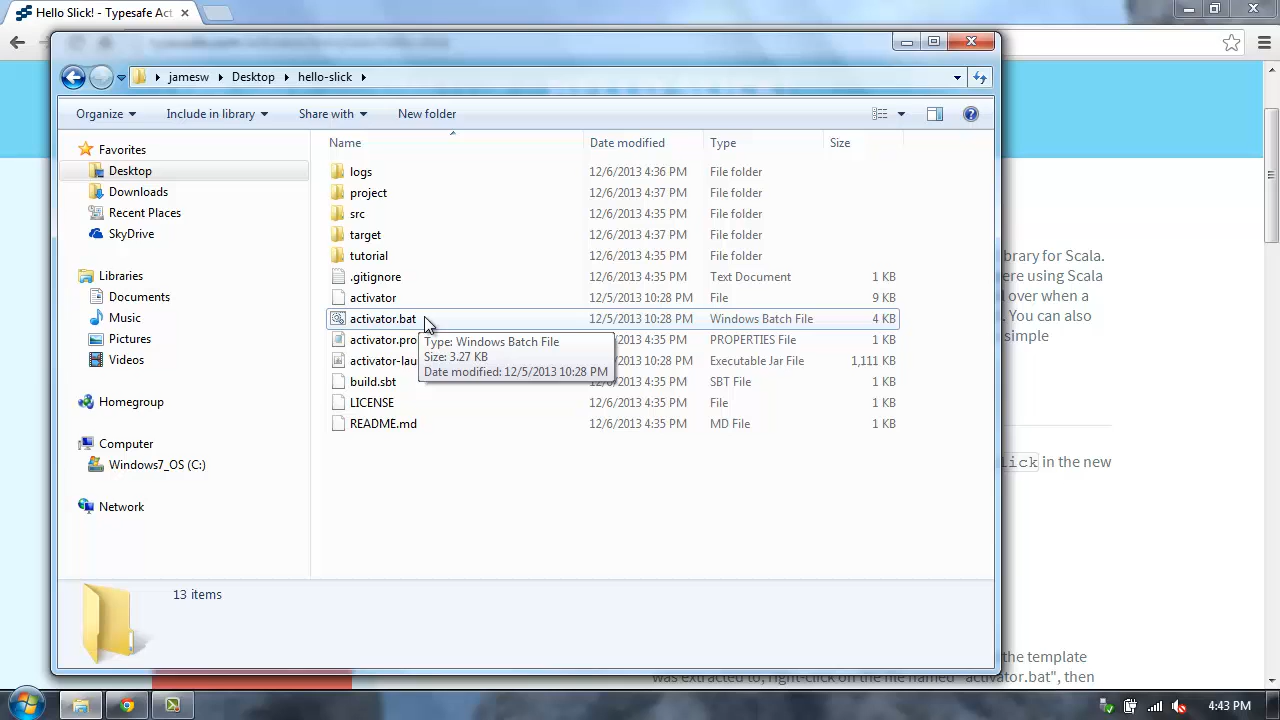 Hello Slick! - Typesafe Act
jamesw Desktop hello-slick
Organize Include in library Share with New folder
Name Date modified Type Size
Favorites
Desktop
Downloads
Recent Places
SkyDrive
Libraries
Documents
Music
Pictures
Videos
Homegroup
Computer
Windows7_OS (C:)
Network
logs 12/6/2013 4:36 PM File folder
project 12/6/2013 4:37 PM File folder
src 12/6/2013 4:35 PM File folder
target 12/6/2013 4:37 PM File folder
tutorial 12/6/2013 4:35 PM File folder
.gitignore 12/6/2013 4:35 PM Text Document 1 KB
activator 12/5/2013 10:28 PM File 9 KB
activator.bat 12/5/2013 10:28 PM Windows Batch File 4 KB
activator.pro 12/6/2013 4:35 PM PROPERTIES File 1 KB
activator-lau 12/5/2013 10:28 PM Executable Jar File 1,111 KB
build.sbt 12/6/2013 4:35 PM SBT File 1 KB
LICENSE 12/6/2013 4:35 PM File 1 KB
README.md 12/6/2013 4:35 PM MD File 1 KB
Type: Windows Batch File
Size: 3.27 KB
Date modified: 12/5/2013 10:28 PM
13 items
brary for Scala.
ere using Scala
l over when a
. You can also
mple
lick in the new
the template
was extracted to, right-click on the file named "activator.bat", then
4:43 PM